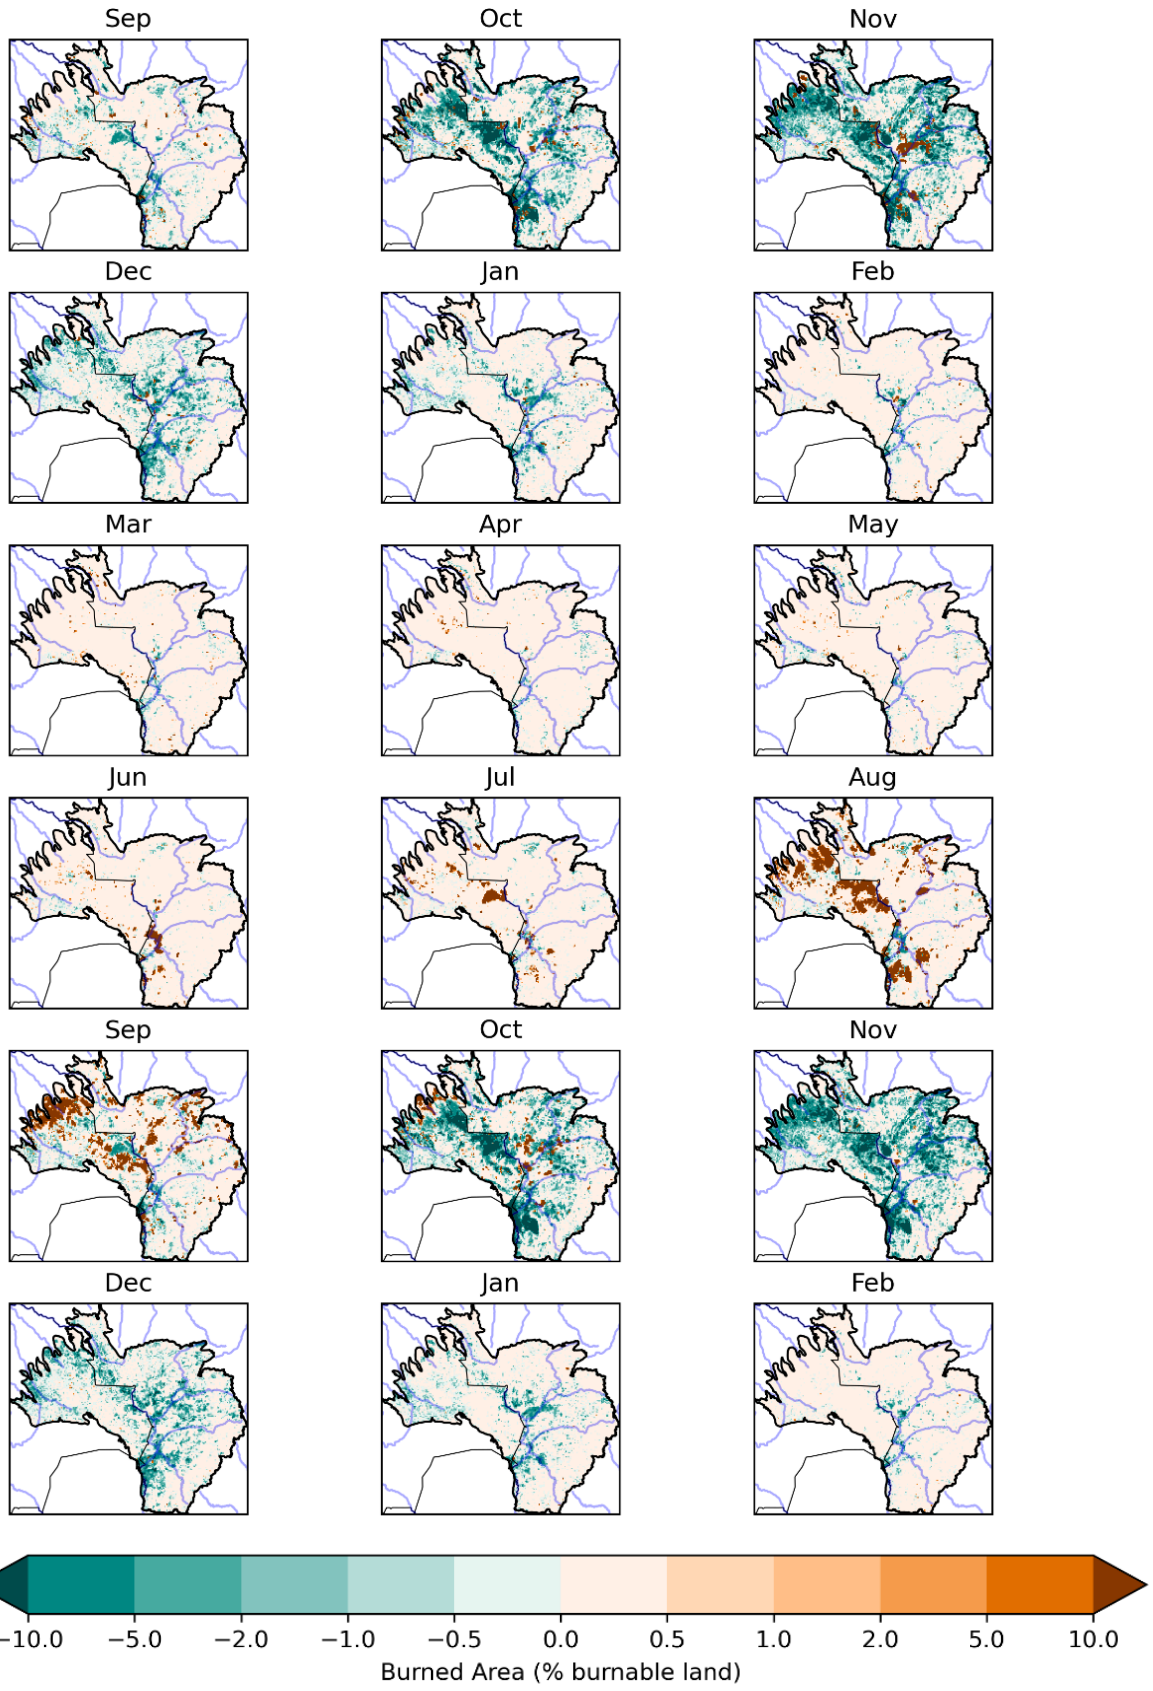 Sep Oct Nov
Dec Jan Feb
Mar Apr May
Jun Jul Aug
Sep Oct Nov
Dec Jan Feb
−10.0 −5.0 −2.0 −1.0 −0.5 0.0 0.5 1.0 2.0 5.0 10.0
Burned Area (% burnable land)